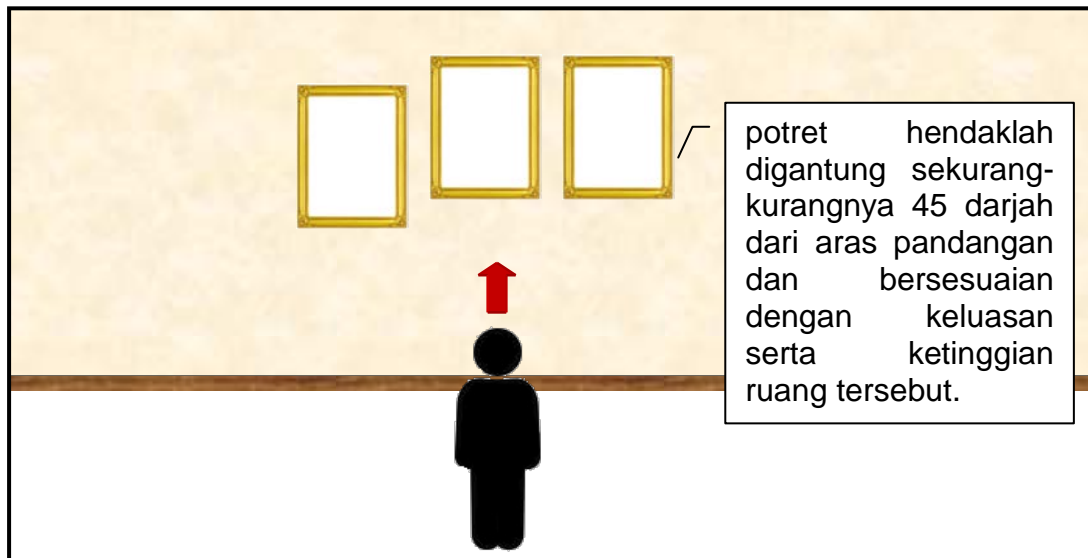 potret hendaklah
digantung sekurang-
kurangnya 45 darjah
dari aras pandangan
dan bersesuaian
dengan keluasan
serta ketinggian
ruang tersebut.